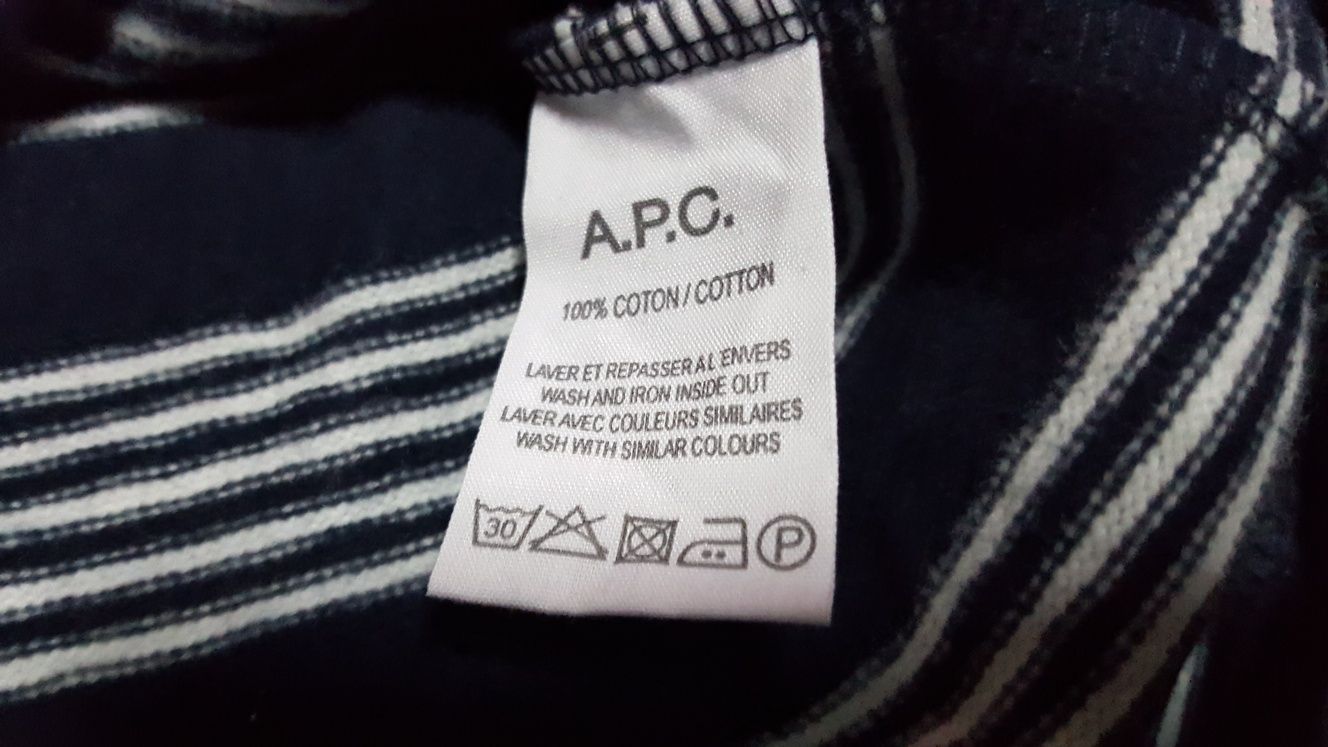 A.P.C.
100% COTON / COTTON
LAVER ET REPASSER A L'ENVERS
WASH AND IRON INSIDE OUT
LAVER AVEC COULEURS SIMILAIRES
WASH WITH SIMILAR COLOURS
30 P